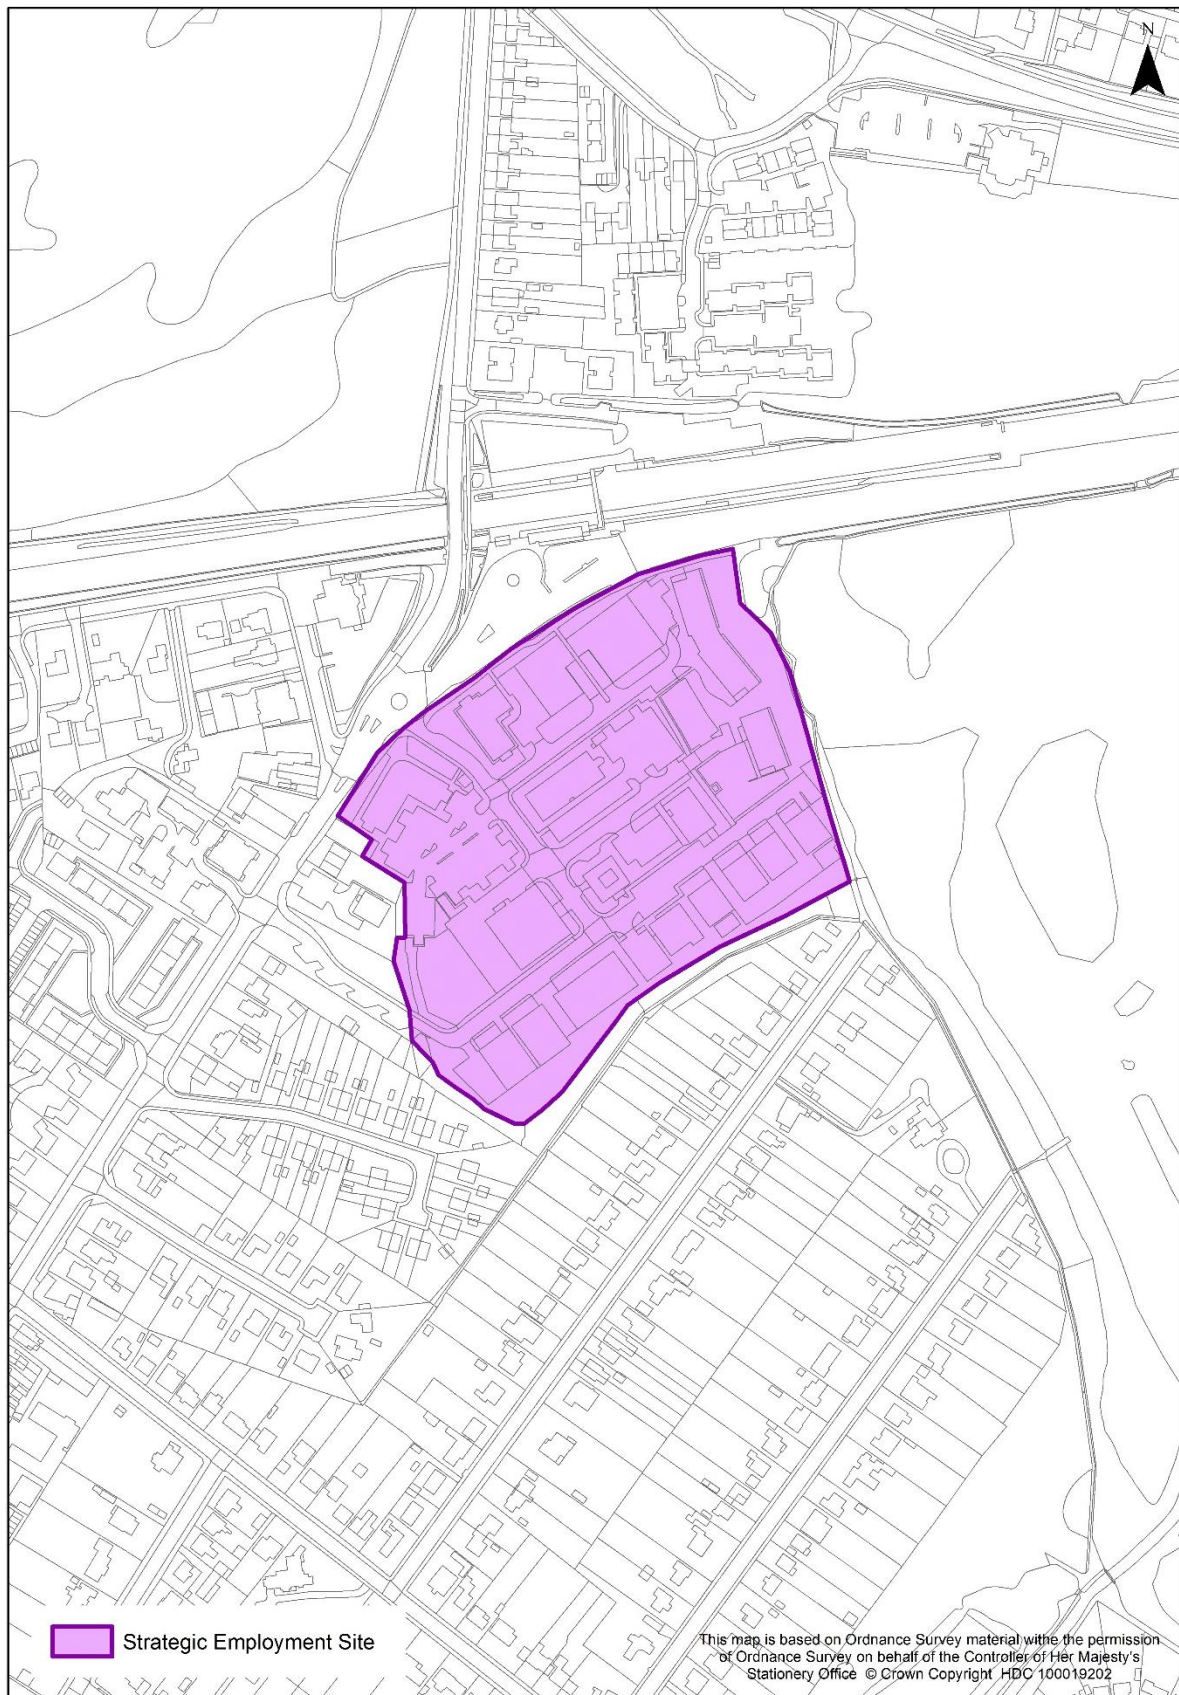 N
Strategic Employment Site
This map is based on Ordnance Survey material withe the permission
of Ordnance Survey on behalf of the Controller of Her Majesty's
Stationery Office © Crown Copyright HDC 100019202